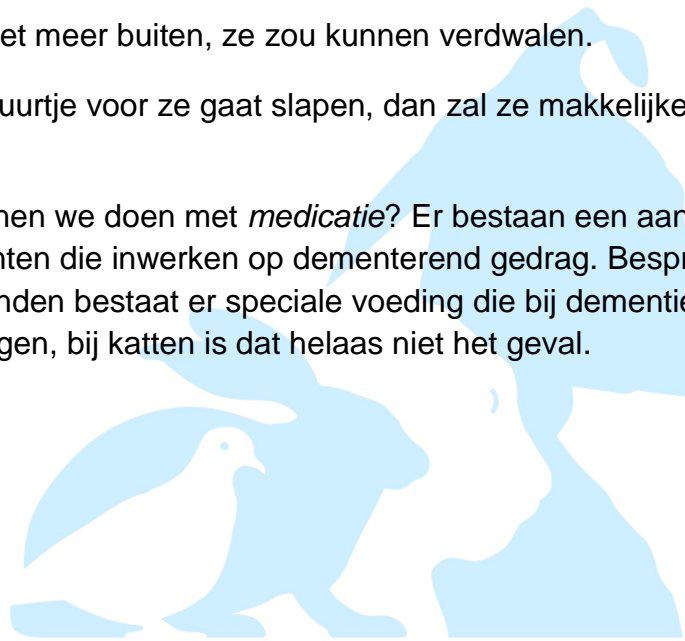 et meer buiten, ze zou kunnen verdwalen.
uurtje voor ze gaat slapen, dan zal ze makkelijke
nen we doen met medicatie? Er bestaan een aan
nten die inwerken op dementerend gedrag. Bespr
nden bestaat er speciale voeding die bij dementie
gen, bij katten is dat helaas niet het geval.